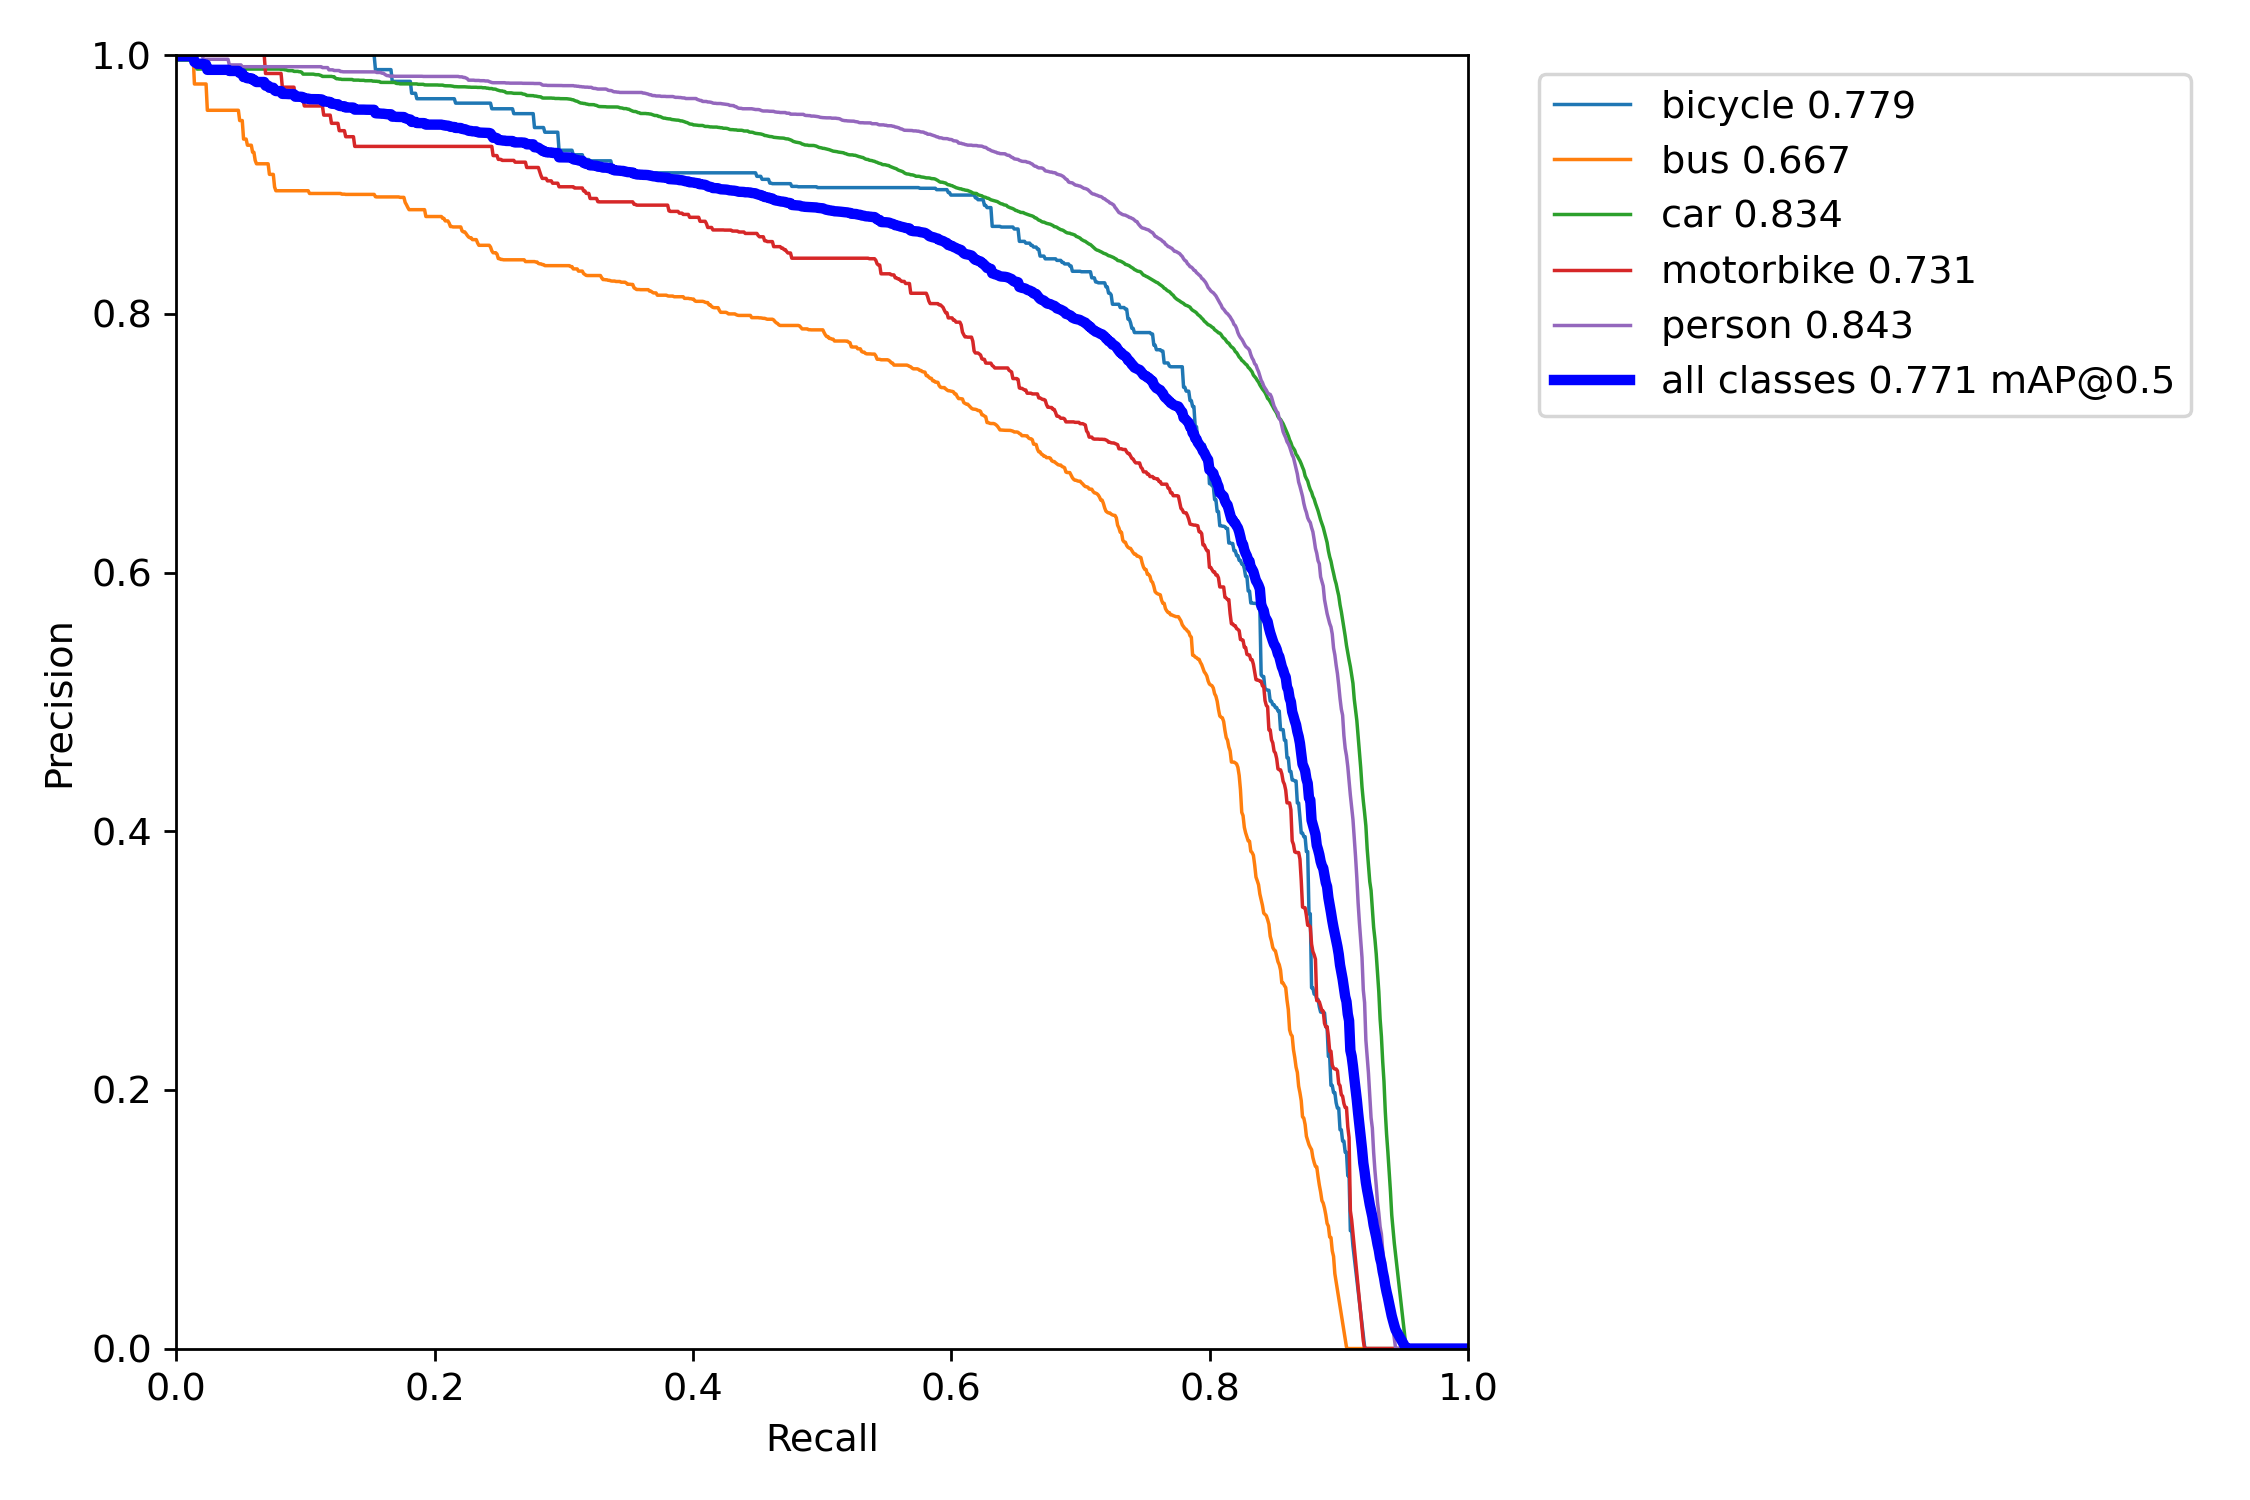 1.0
0.8
0.6
0.4
0.2
0.0
0.0 0.2 0.4 0.6 0.8 1.0
Precision
Recall
bicycle 0.779
bus 0.667
car 0.834
motorbike 0.731
person 0.843
all classes 0.771 mAP@0.5